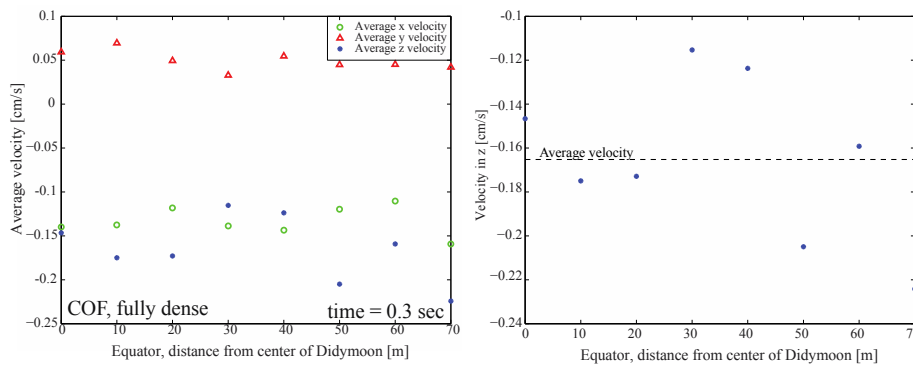 0.1
0.05
0
−0.05
-0.1
−0.15
-0.2
−0.25
Average velocity [cm/s]
Average x velocity
Average y velocity
Average z velocity
COF, fully dense
time = 0.3 sec
0 10 20 30 40 50 60 70
Equator, distance from center of Didymoon [m]
-0.1
−0.12
−0.14
−0.16
−0.18
-0.2
−0.22
−0.24
Velocity in z [cm/s]
Average velocity
0 10 20 30 40 50 60 70
Equator, distance from center of Didymoon [m]